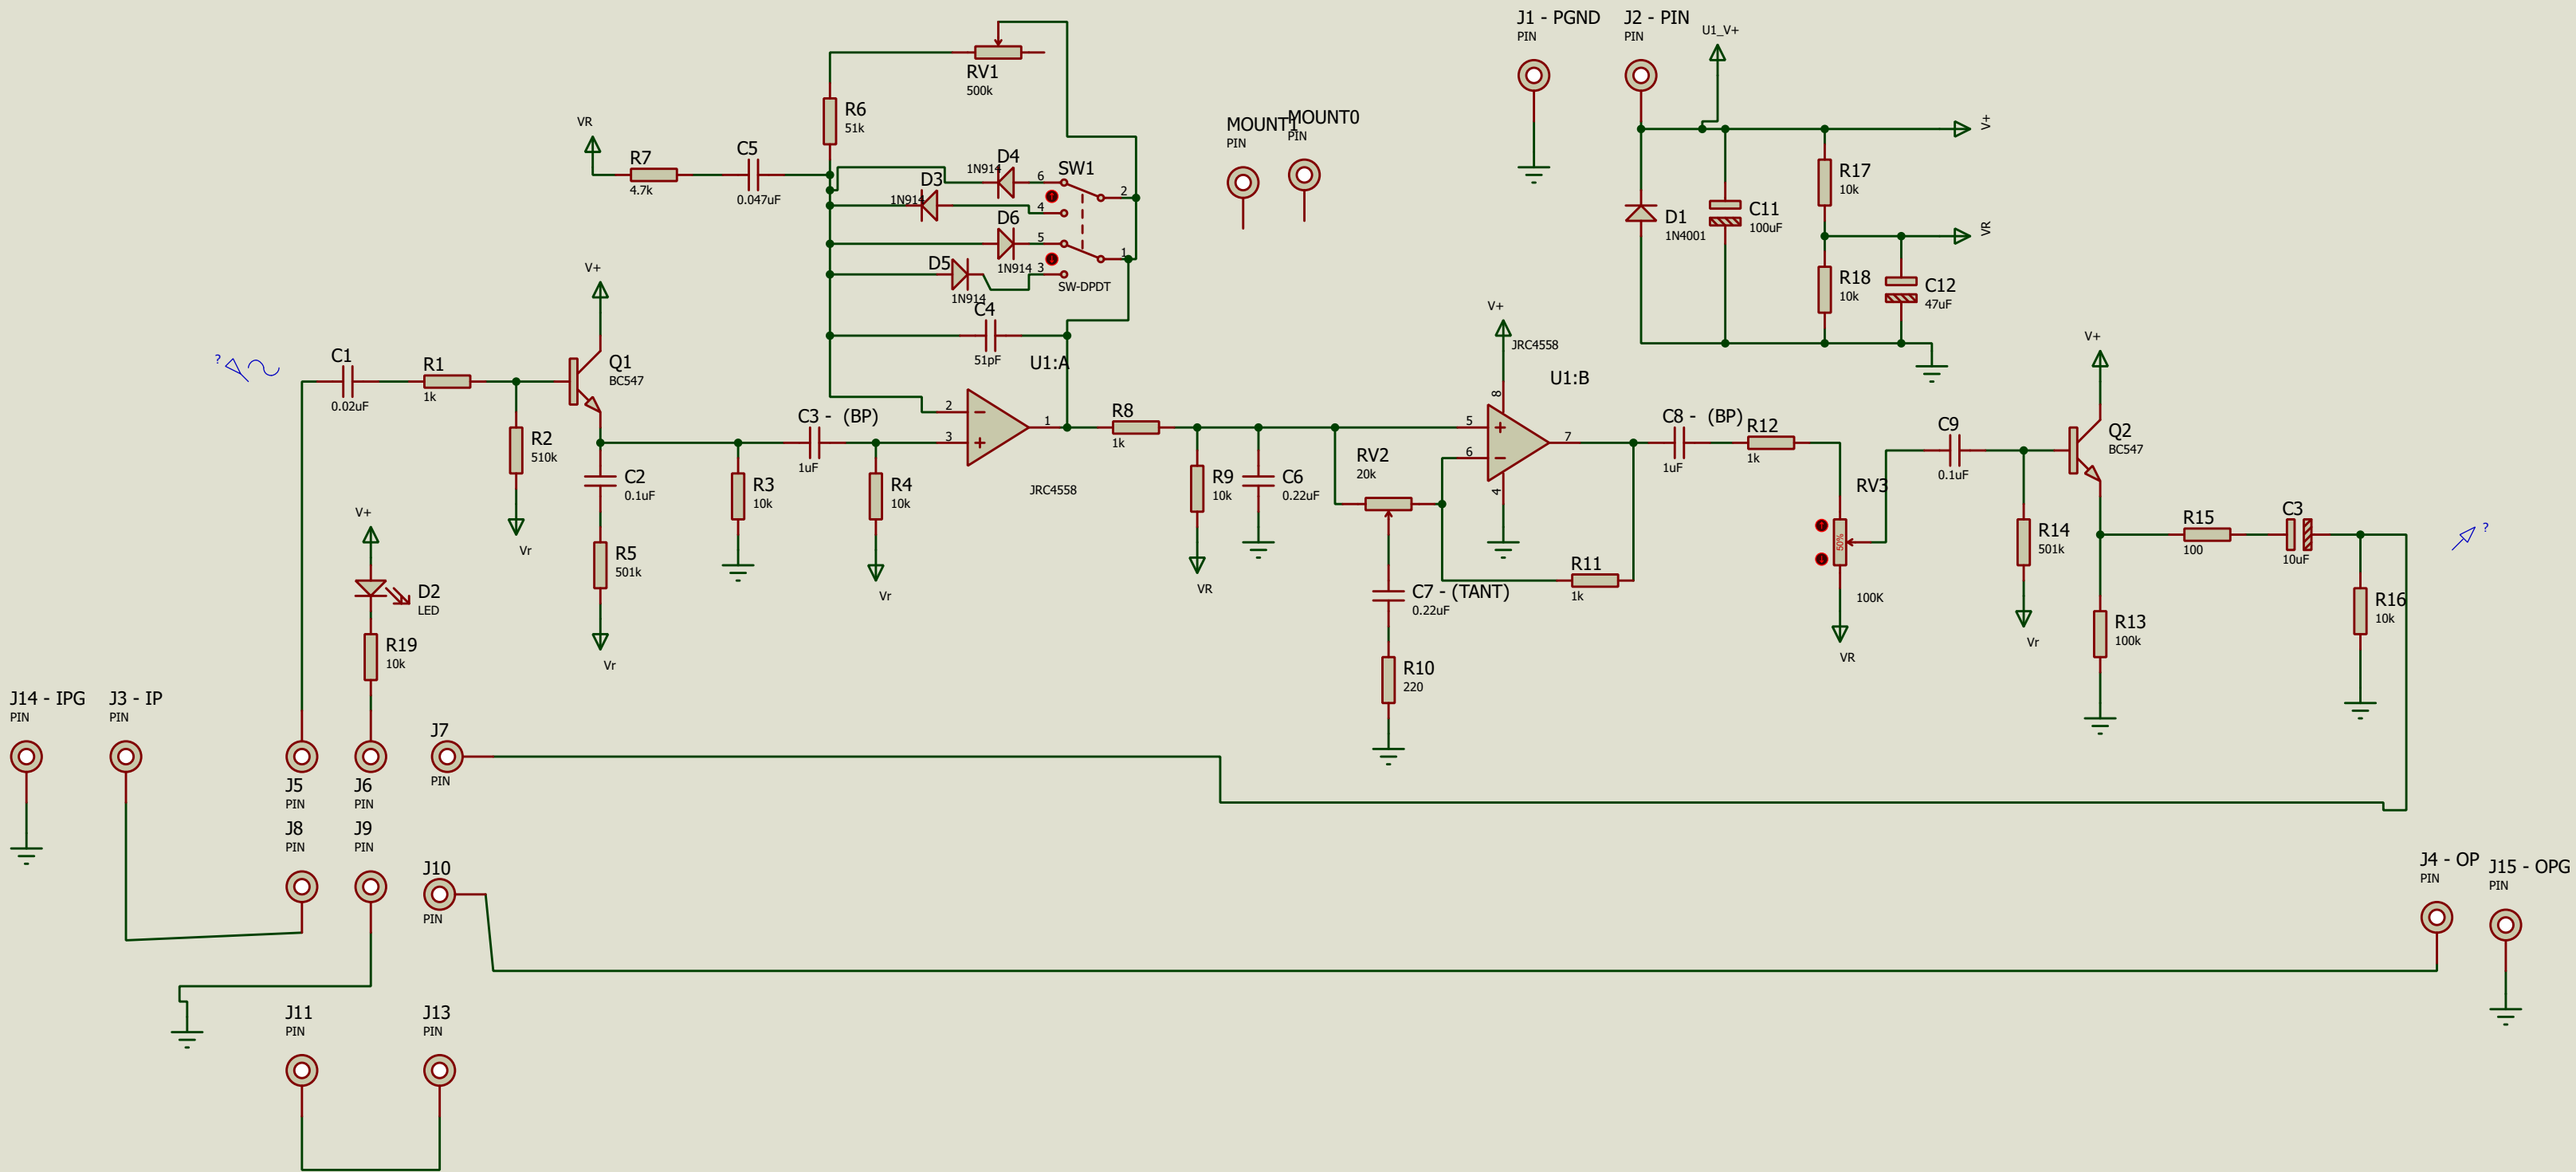 J1 - PGND
PIN
J2 - PIN
PIN
U1_V+
RV1
500k
R6
51k
VR
R7
4.7k
C5
0.047uF
MOUNT1
PIN
MOUNT0
PIN
V+
R17
10k
D4
1N914
SW1
6
2
D3
1N914
4
D6
1N914
5
1
D5
1N914
3
SW-DPDT
D1
1N4001
C11
100uF
VR
R18
10k
C12
47uF
V+
C4
51pF
U1:A
V+
JRC4558
V+
?
C1
0.02uF
R1
1k
Q1
BC547
U1:B
8
C3 - (BP)
1uF
2
3
1
R8
1k
5
6
7
4
C8 - (BP)
1uF
R12
1k
C9
0.1uF
Q2
BC547
R2
510k
Vr
C2
0.1uF
R3
10k
R4
10k
JRC4558
R9
10k
C6
0.22uF
RV2
20k
RV3
50%
100K
V+
D2
LED
R5
501k
Vr
Vr
VR
R11
1k
C7 - (TANT)
0.22uF
R14
501k
Vr
R15
100
C3
10uF
?
R13
100k
R16
10k
R19
10k
VR
R10
220
J14 - IPG
PIN
J3 - IP
PIN
J7
PIN
J5
PIN
J6
PIN
J8
PIN
J9
PIN
J10
PIN
J4 - OP
PIN
J15 - OPG
PIN
J11
PIN
J13
PIN